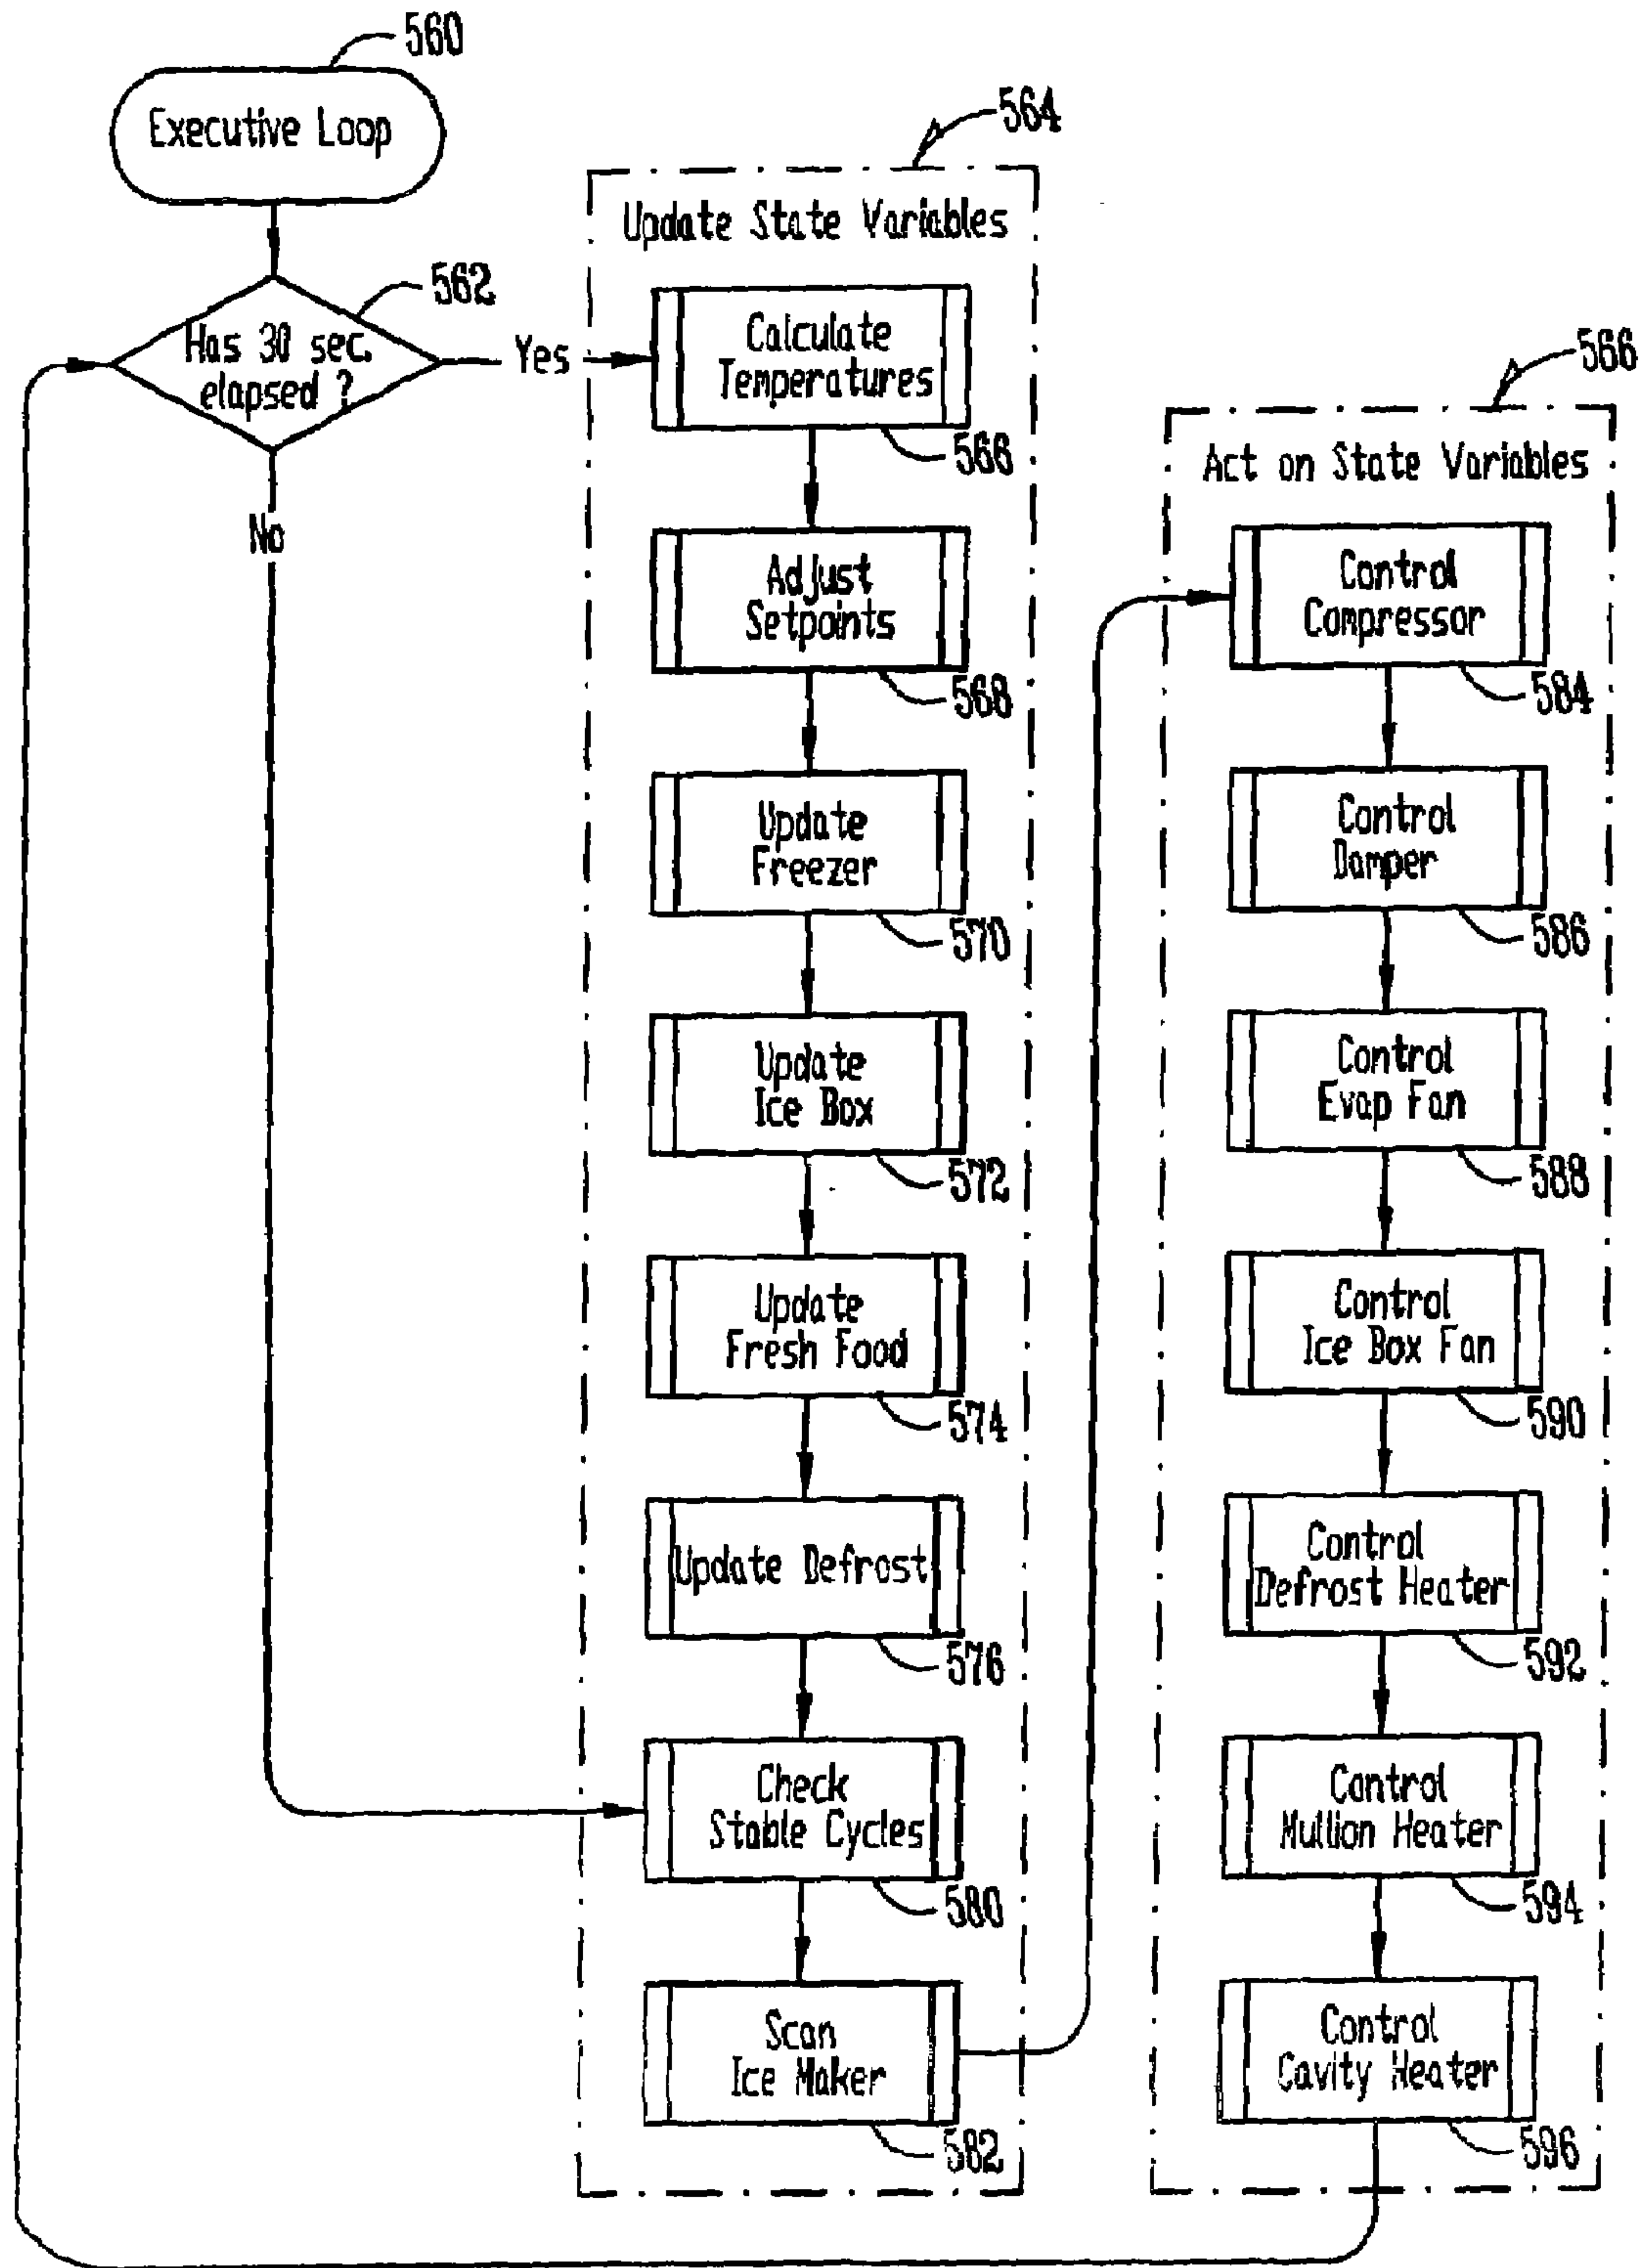 560
Executive Loop
562
Has 30 sec.
elapsed ?
Yes
No
564
Update State Variables
Calculate
Temperatures
566
Adjust
Setpoints
568
Update
Freezer
570
Update
Ice Box
572
Update
Fresh Food
574
Update Defrost
576
Check
Stable Cycles
580
Scan
Ice Maker
582
566
Act on State Variables
Control
Compressor
584
Control
Damper
586
Control
Evap Fan
588
Control
Ice Box Fan
590
Control
Defrost Heater
592
Control
Mullion Heater
594
Control
Cavity Heater
596